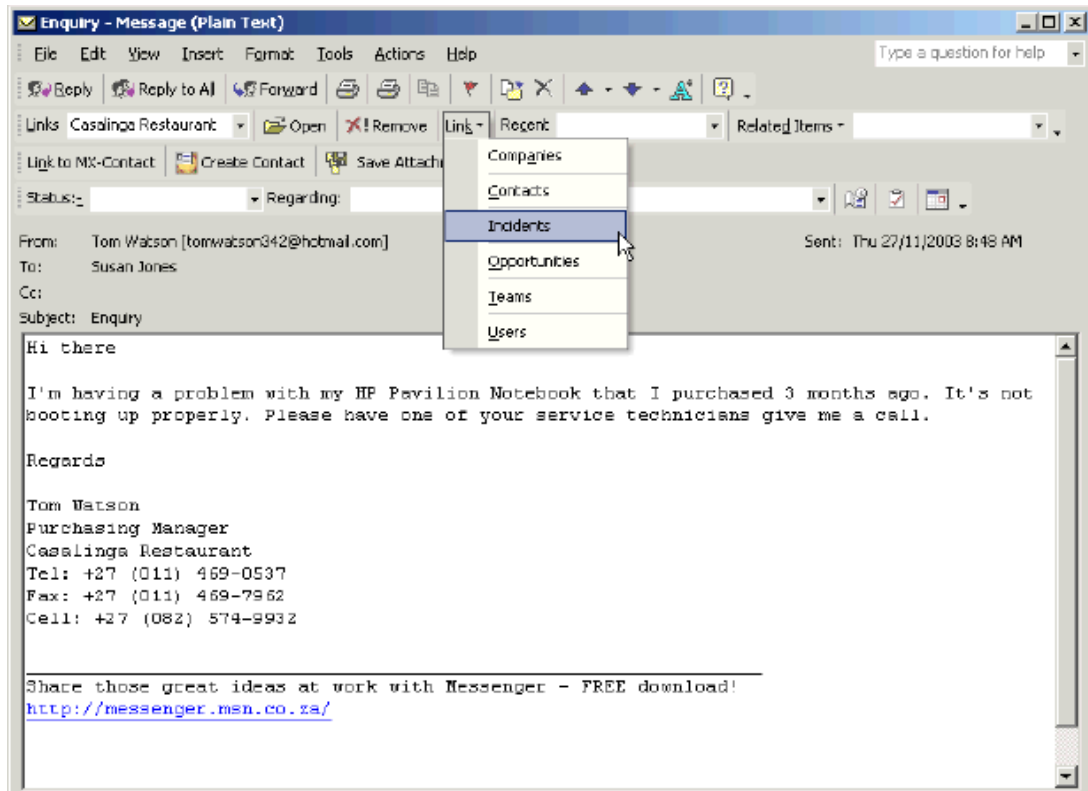 Enquiry - Message (Plain Text)
File Edit View Insert Format Tools Actions Help Type a question for help
Reply Reply to All Forward
Links Casalinga Restaurant Open Remove Link Recent Related Items
Link to MX-Contact Create Contact Save Attachm
Status: Regarding:
Companies
Contacts
Incidents
Opportunities
Teams
Users
From: Tom Watson [tomwatson342@hotmail.com] Sent: Thu 27/11/2003 8:48 AM
To: Susan Jones
Cc:
Subject: Enquiry
Hi there
I'm having a problem with my HP Pavilion Notebook that I purchased 3 months ago. It's not
booting up properly. Please have one of your service technicians give me a call.
Regards
Tom Watson
Purchasing Manager
Casalinga Restaurant
Tel: +27 (011) 469-0537
Fax: +27 (011) 469-7962
Cell: +27 (082) 574-9932
Share those great ideas at work with Messenger - FREE download!
http://messenger.msn.co.za/